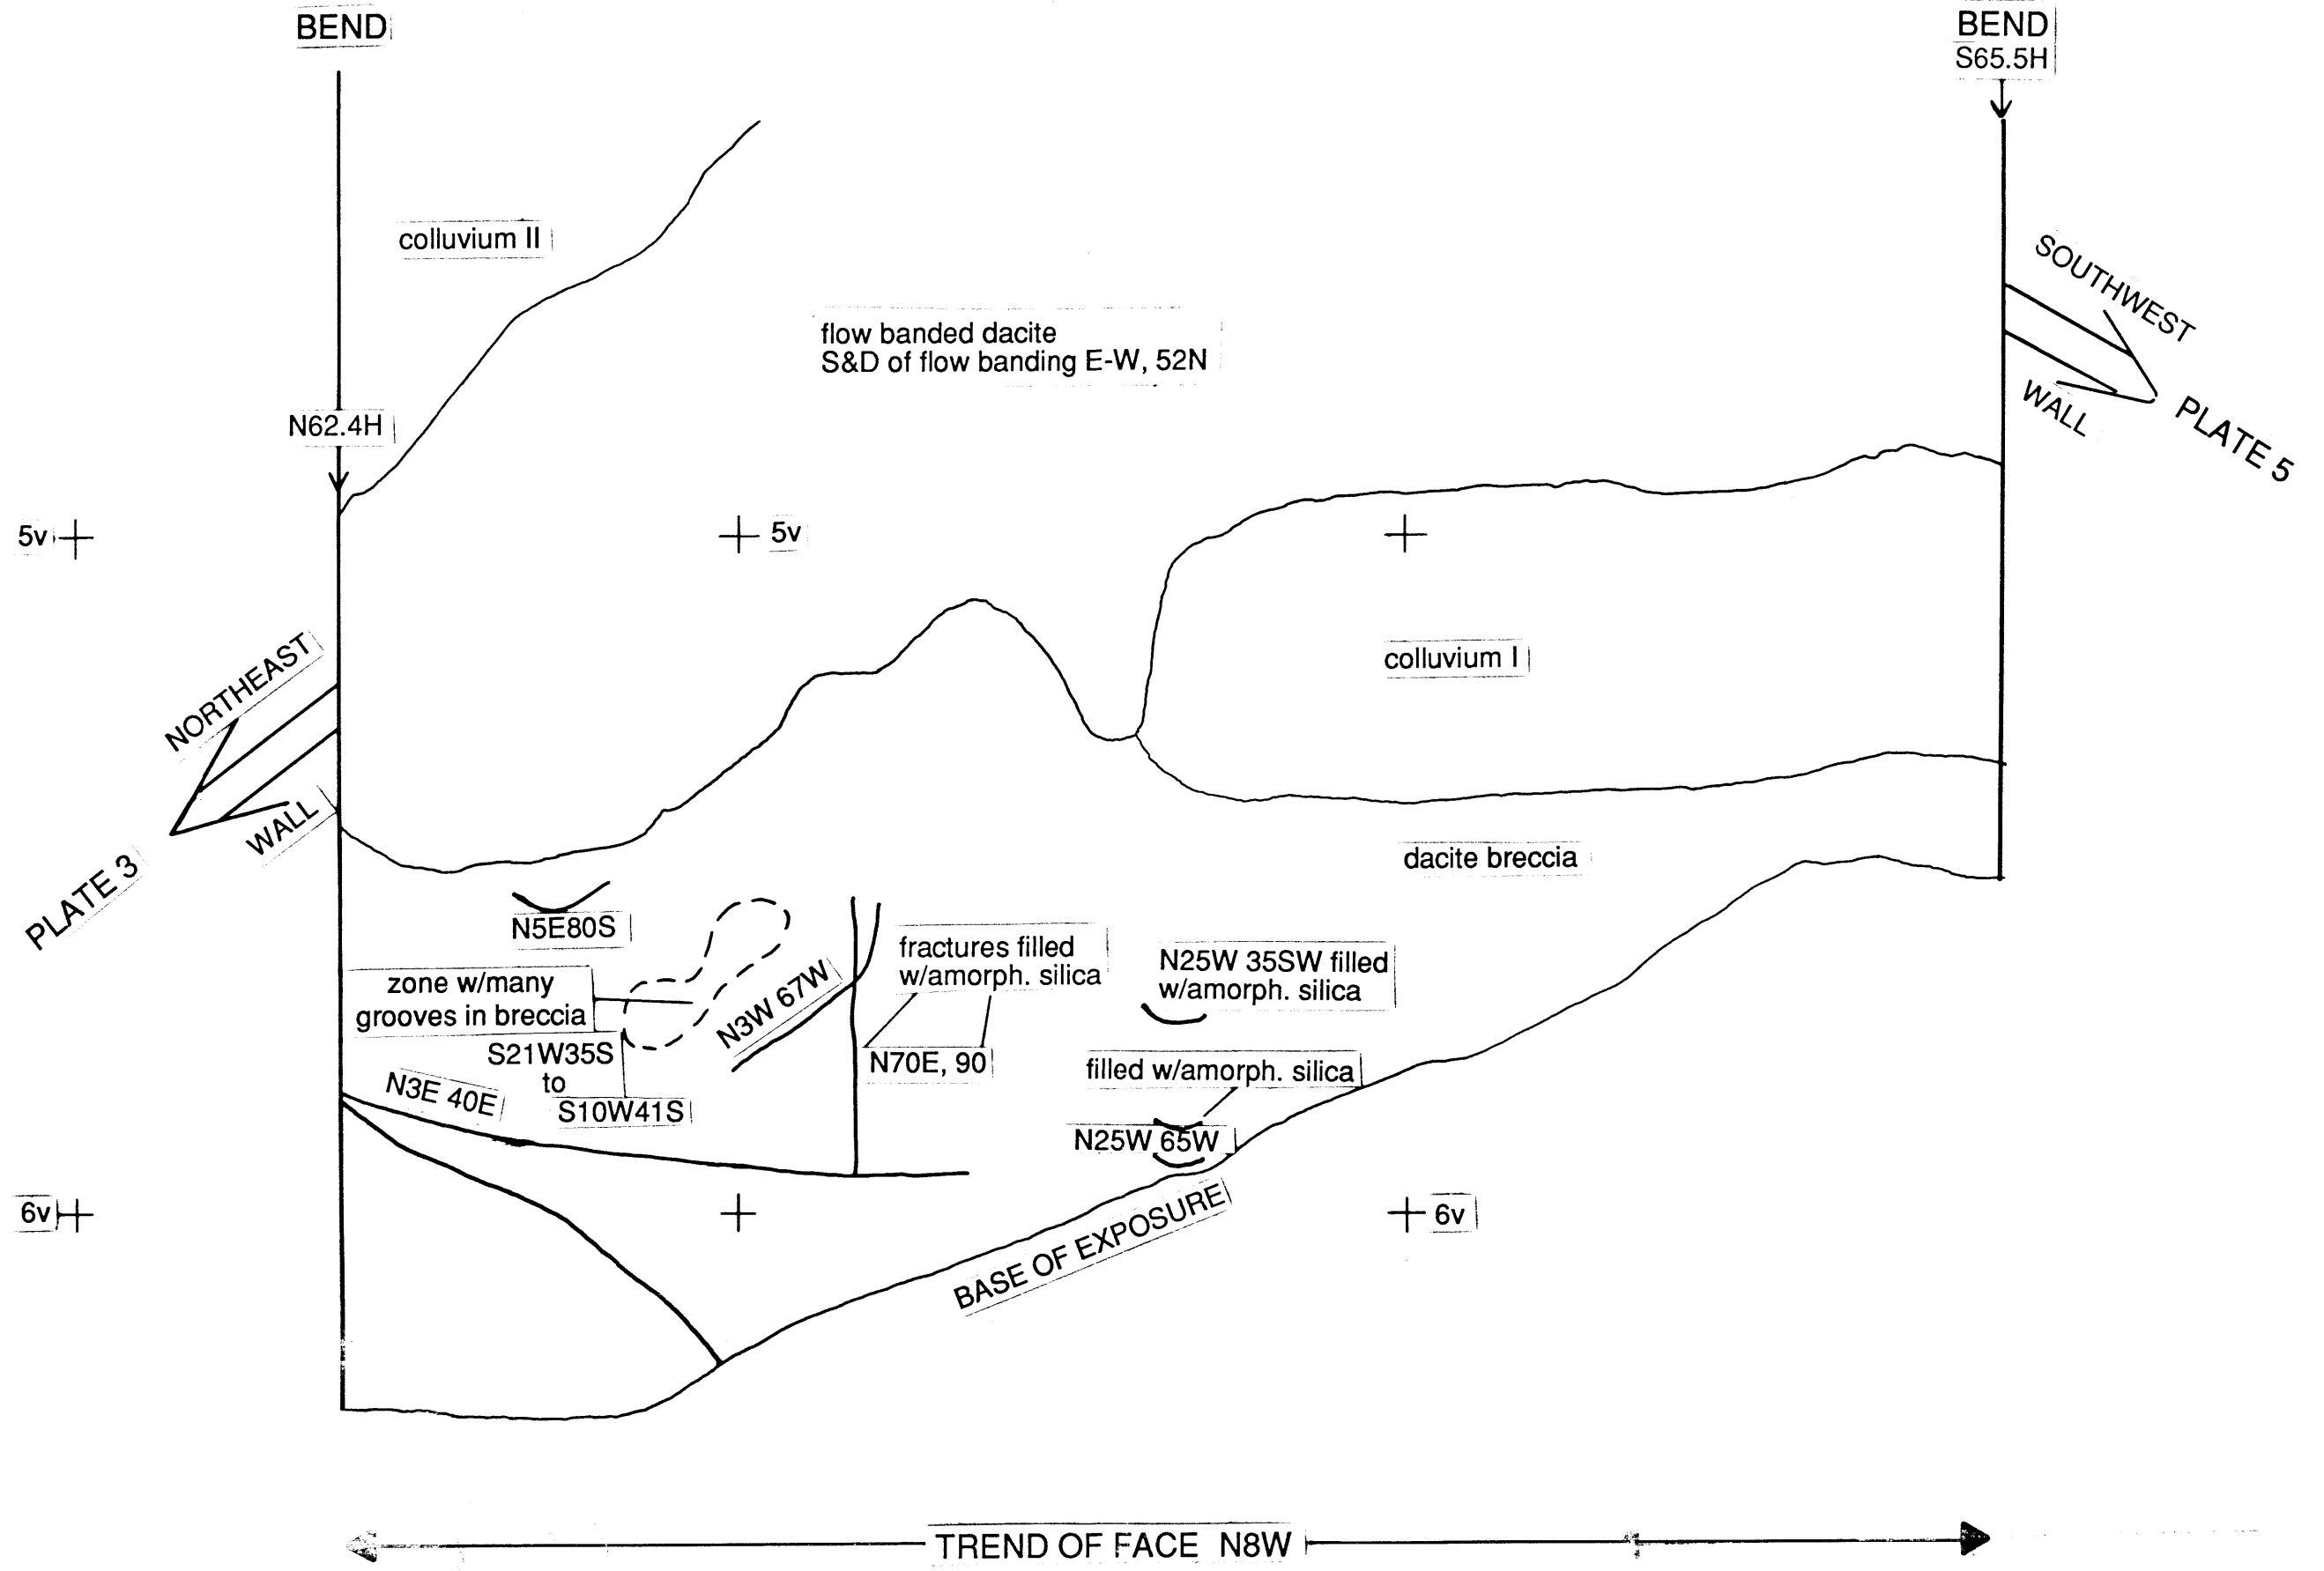 BEND
BEND
S65.5H
colluvium II
SOUTHWEST
WALL
PLATE 5
flow banded dacite
S&D of flow banding E-W, 52N
N62.4H
5v
5v
NORTHEAST
WALL
PLATE 3
colluvium I
dacite breccia
N5E80S
zone w/many
grooves in breccia
S21W35S
to
S10W41S
N3W 67W
fractures filled
w/amorph. silica
N70E, 90
N25W 35SW filled
w/amorph. silica
filled w/amorph. silica
N25W 65W
N3E 40E
6v
6v
BASE OF EXPOSURE
TREND OF FACE N8W